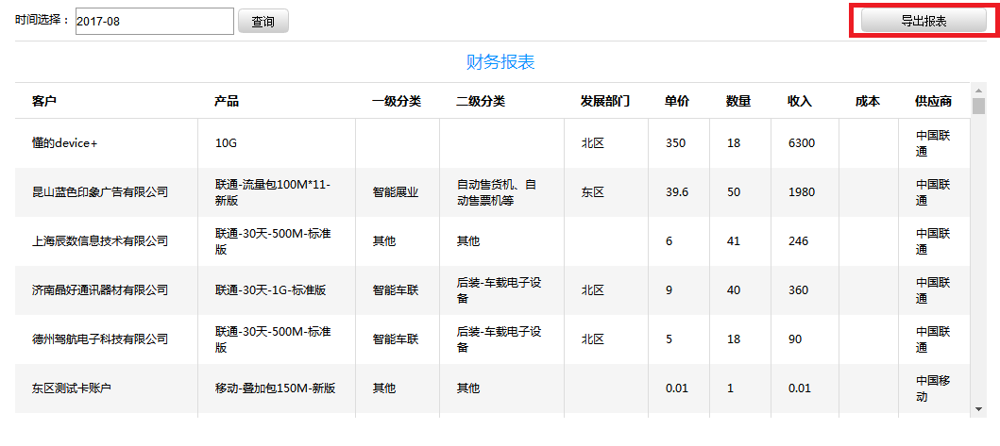 时间选择： 2017-08 查询 导出报表
财务报表
客户 产品 一级分类 二级分类 发展部门 单价 数量 收入 成本 供应商
懂的device+ 10G 北区 350 18 6300 中国联
通
昆山蓝色印象广告有限公司 联通-流量包100M*11- 智能展业 自动售货机、自 东区 39.6 50 1980 中国联
新版 动售票机等 通
上海辰数信息技术有限公司 联通-30天-500M-标准 其他 其他 6 41 246 中国联
版 通
济南晶好通讯器材有限公司 联通-30天-1G-标准版 智能车联 后装-车载电子设 北区 9 40 360 中国联
备 通
德州驾航电子科技有限公司 联通-30天-500M-标准 智能车联 后装-车载电子设 北区 5 18 90 中国联
版 备 通
东区测试卡账户 移动-叠加包150M-新版 其他 其他 0.01 1 0.01 中国移
动